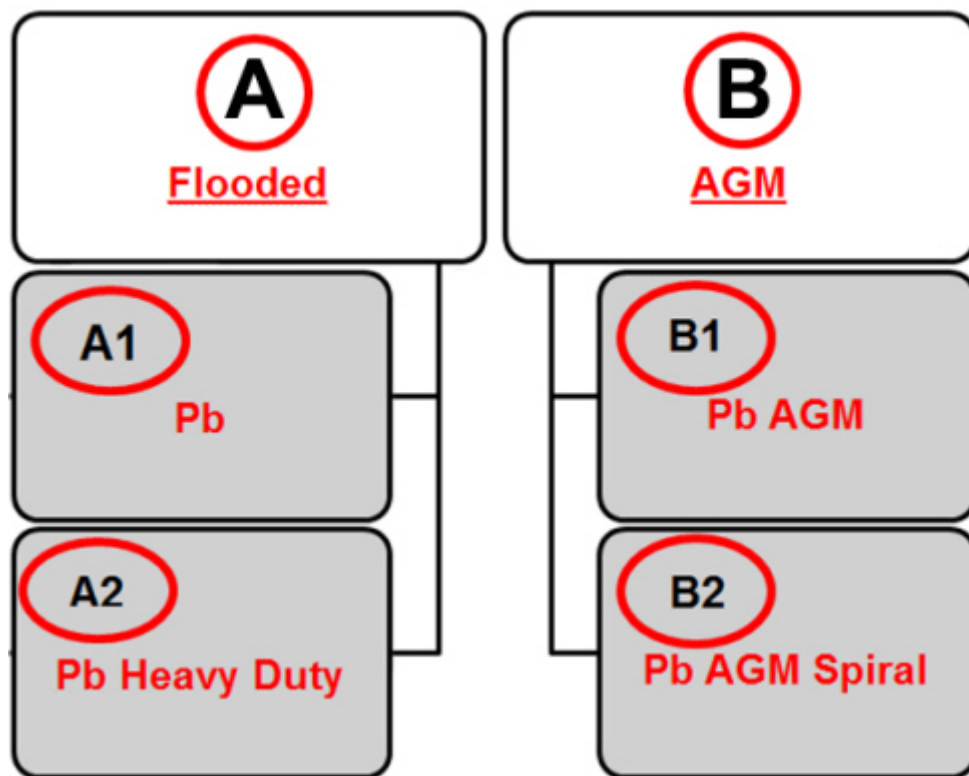 A
Flooded
B
AGM
A1
Pb
B1
Pb AGM
A2
Pb Heavy Duty
B2
Pb AGM Spiral